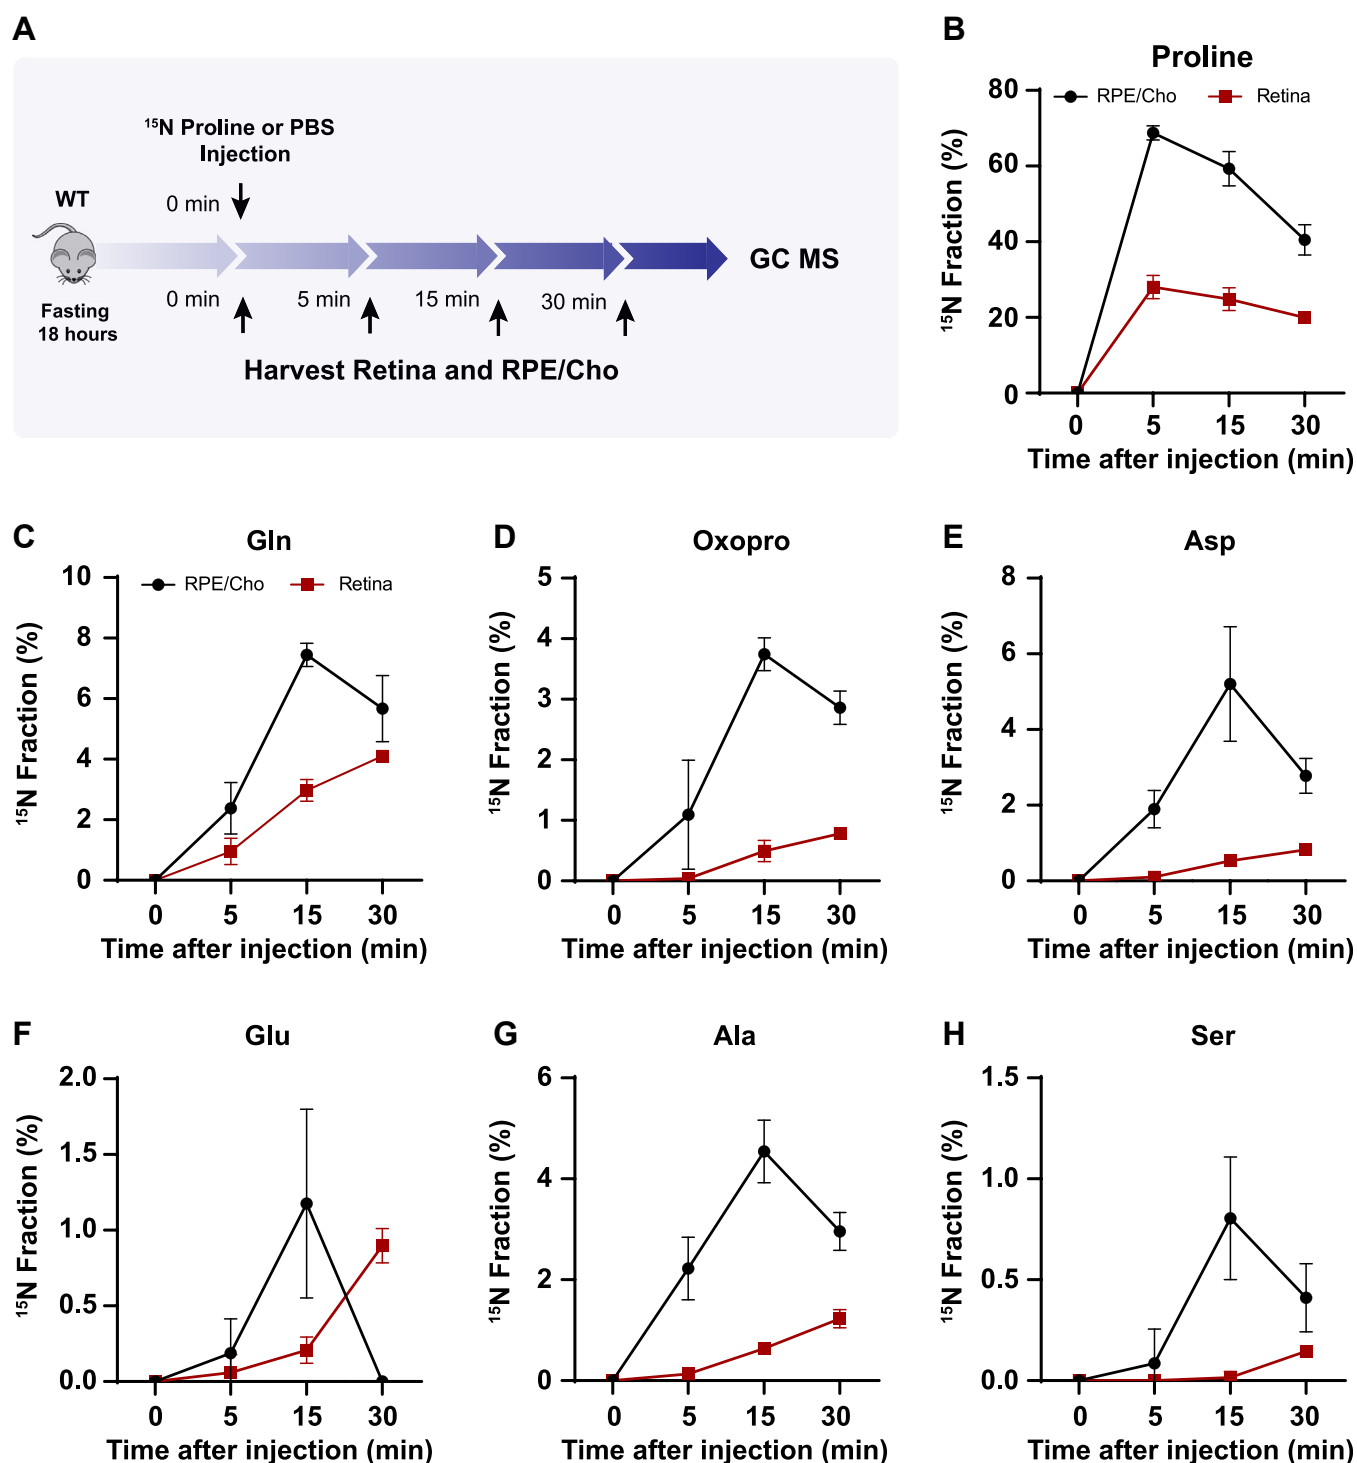 A
¹⁵N Proline or PBS
Injection
WT
0 min
GC MS
Fasting
18 hours
0 min
5 min
15 min
30 min
Harvest Retina and RPE/Cho
B
Proline
RPE/Cho
Retina
¹⁵N Fraction (%)
80
60
40
20
0
0 5 15 30
Time after injection (min)
C
Gln
RPE/Cho
Retina
¹⁵N Fraction (%)
10
8
6
4
2
0
0 5 15 30
Time after injection (min)
D
Oxopro
¹⁵N Fraction (%)
5
4
3
2
1
0
0 5 15 30
Time after injection (min)
E
Asp
¹⁵N Fraction (%)
8
6
4
2
0
0 5 15 30
Time after injection (min)
F
Glu
¹⁵N Fraction (%)
2.0
1.5
1.0
0.5
0.0
0 5 15 30
Time after injection (min)
G
Ala
¹⁵N Fraction (%)
6
4
2
0
0 5 15 30
Time after injection (min)
H
Ser
¹⁵N Fraction (%)
1.5
1.0
0.5
0.0
0 5 15 30
Time after injection (min)